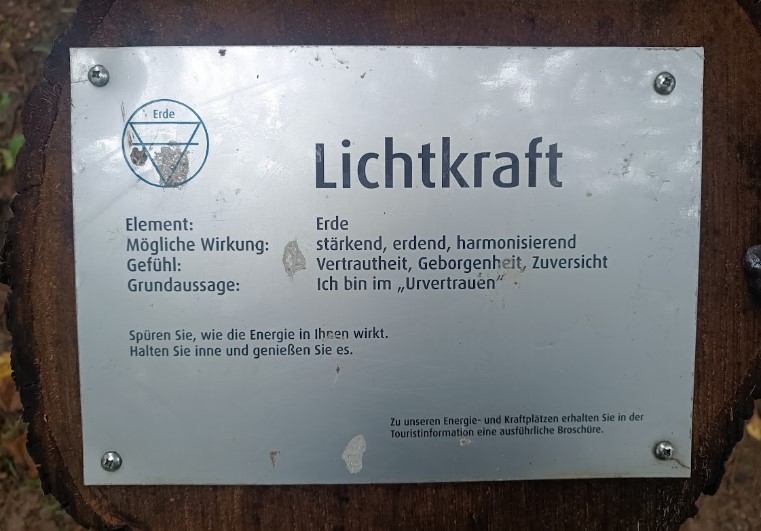 Erde
Lichtkraft
Element: Erde
Mögliche Wirkung: stärkend, erdend, harmonisierend
Gefühl: Vertrautheit, Geborgenheit, Zuversicht
Grundaussage: Ich bin im „Urvertrauen“
Spüren Sie, wie die Energie in Ihnen wirkt.
Halten Sie inne und genießen Sie es.
Zu unseren Energie- und Kraftplätzen erhalten Sie in der
Touristinformation eine ausführliche Broschüre.